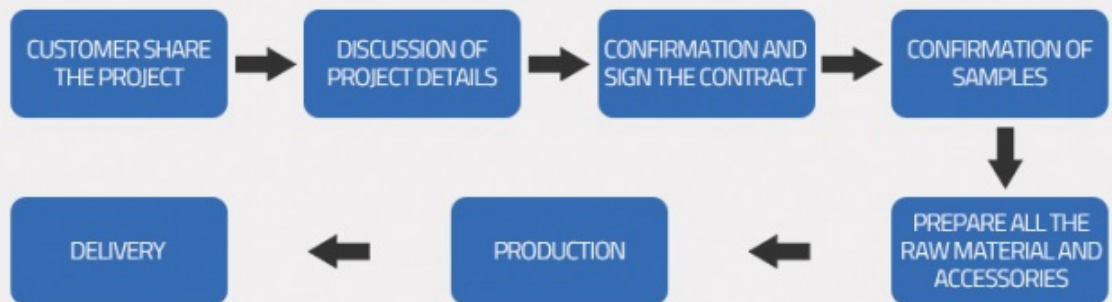 CUSTOMER SHARE
THE PROJECT
DISCUSSION OF
PROJECT DETAILS
CONFIRMATION AND
SIGN THE CONTRACT
CONFIRMATION OF
SAMPLES
PREPARE ALL THE
RAW MATERIAL AND
ACCESSORIES
PRODUCTION
DELIVERY